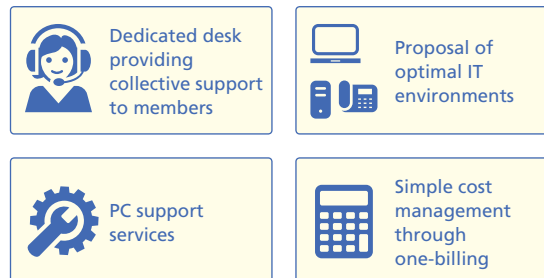 Dedicated desk
providing
collective support
to members
Proposal of
optimal IT
environments
PC support
services
Simple cost
management
through
one-billing